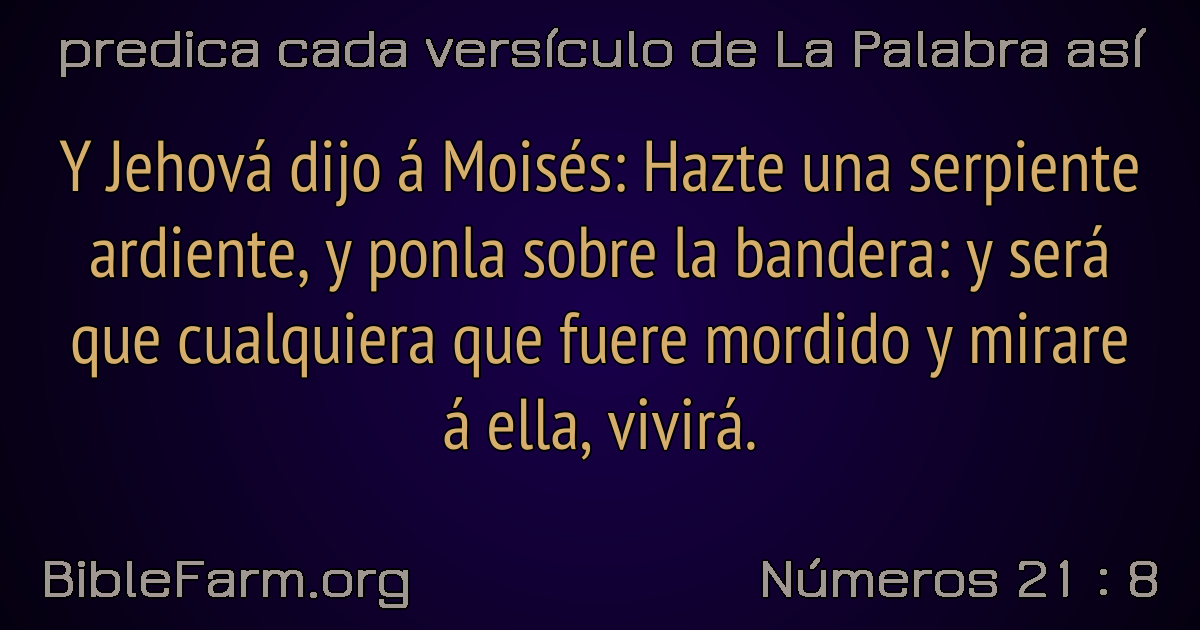 predica cada versículo de La Palabra así
Y Jehová dijo á Moisés: Hazte una serpiente
ardiente, y ponla sobre la bandera: y será
que cualquiera que fuere mordido y mirare
á ella, vivirá.
BibleFarm.org
Números 21 : 8